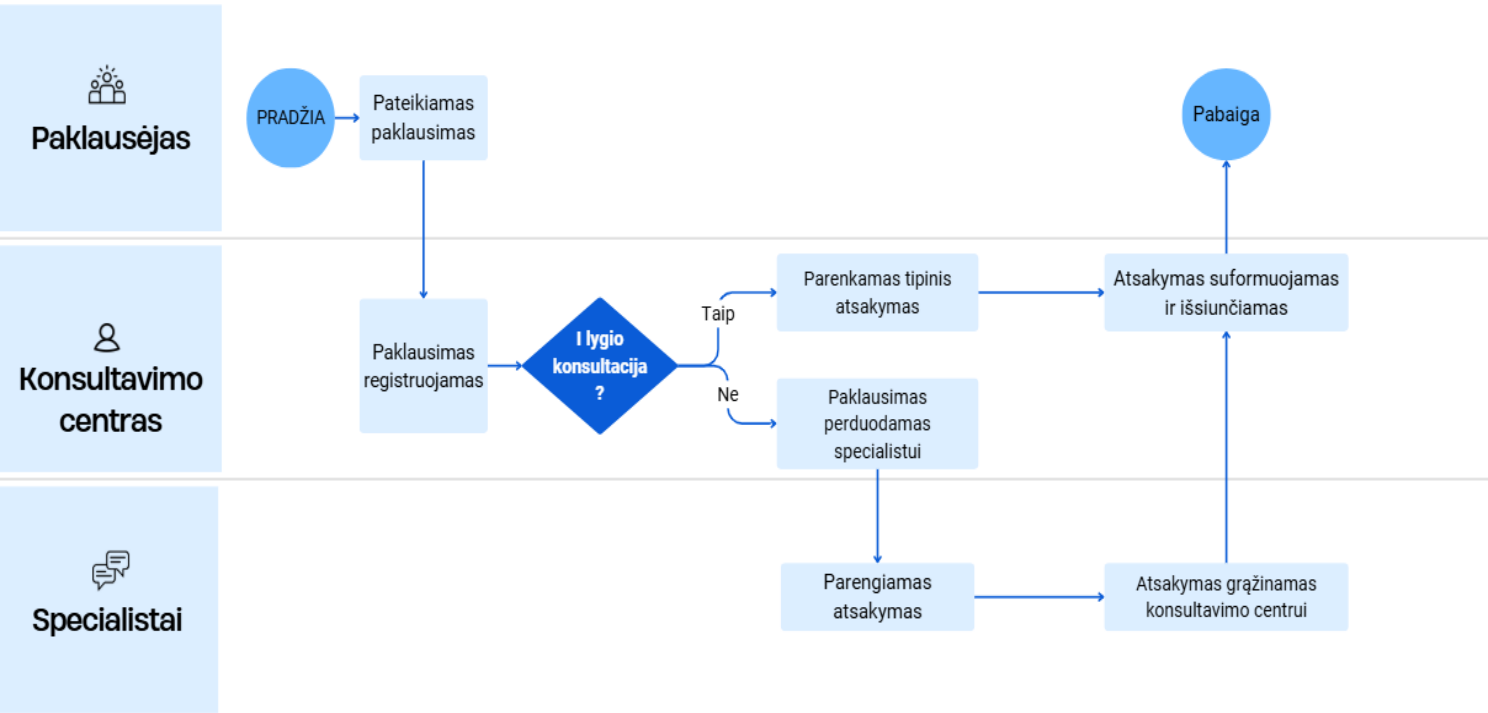 Paklausėjas
PRADŽIA
Pateikiamas
paklausimas
Pabaiga
Konsultavimo
centras
Paklausimas
registruojamas
I lygio
konsultacija
?
Taip
Ne
Parenkamas tipinis
atsakymas
Paklausimas
perduodamas
specialistui
Atsakymas suformuojamas
ir išsiunčiamas
Specialistai
Parengiamas
atsakymas
Atsakymas grąžinamas
konsultavimo centrui